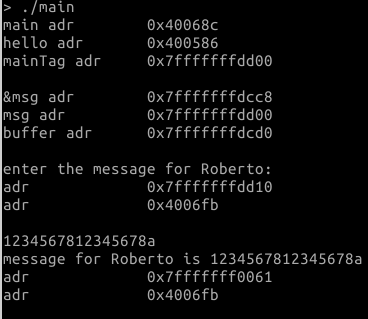 > ./main
main adr 0x40068c
hello adr 0x400586
mainTag adr 0x7fffffffdd00
&msg adr 0x7fffffffdcc8
msg adr 0x7fffffffdd00
buffer adr 0x7fffffffdcd0
enter the message for Roberto:
adr 0x7fffffffdd10
adr 0x4006fb
1234567812345678a
message for Roberto is 1234567812345678a
adr 0x7fffffff0061
adr 0x4006fb